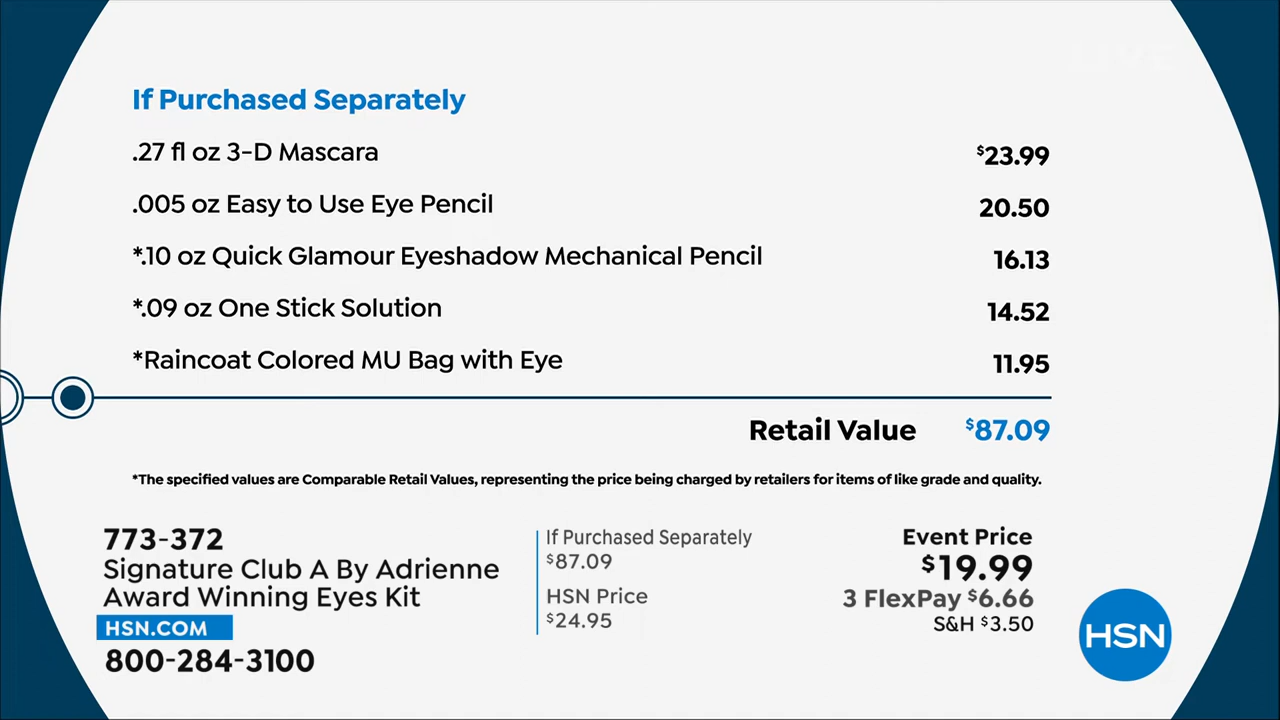 LIVE
If Purchased Separately
.27 fl oz 3-D Mascara $23.99
.005 oz Easy to Use Eye Pencil 20.50
*.10 oz Quick Glamour Eyeshadow Mechanical Pencil 16.13
*.09 oz One Stick Solution 14.52
*Raincoat Colored MU Bag with Eye 11.95
Retail Value $87.09
*The specified values are Comparable Retail Values, representing the price being charged by retailers for items of like grade and quality.
773-372
Signature Club A By Adrienne
Award Winning Eyes Kit
HSN.COM
800-284-3100
If Purchased Separately
$87.09
HSN Price
$24.95
Event Price
$19.99
3 FlexPay $6.66
S&H $3.50
HSN